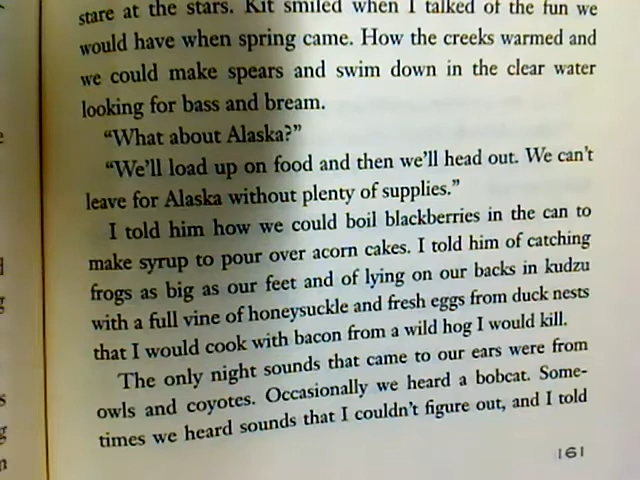 stare at the stars. Kit smiled when I talked of the fun we
would have when spring came. How the creeks warmed and
we could make spears and swim down in the clear water
looking for bass and bream.
“What about Alaska?”
“We’ll load up on food and then we’ll head out. We can’t
leave for Alaska without plenty of supplies.”
I told him how we could boil blackberries in the can to
make syrup to pour over acorn cakes. I told him of catching
frogs as big as our feet and of lying on our backs in kudzu
with a full vine of honeysuckle and fresh eggs from duck nests
that I would cook with bacon from a wild hog I would kill.
The only night sounds that came to our ears were from
owls and coyotes. Occasionally we heard a bobcat. Some-
times we heard sounds that I couldn’t figure out, and I told
161